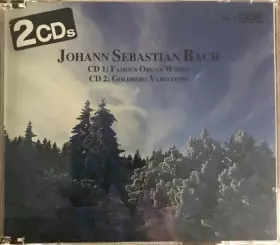 2CDs
JOHANN SEBASTIAN BACH
CD 1: FAMOUS ORGAN WORKS
CD 2: GOLDBERG VARIATIONS